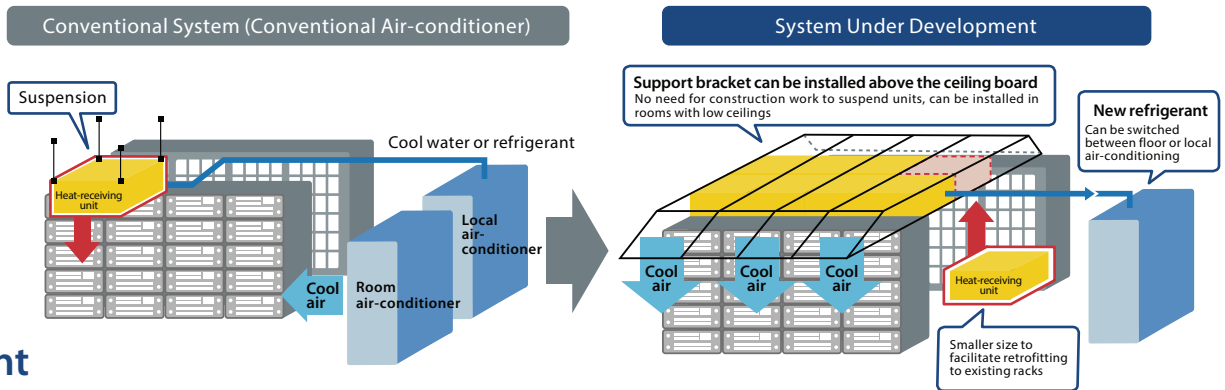 Conventional System (Conventional Air-conditioner)
Suspension
Cool water or refrigerant
Heat-receiving
unit
Local
air-
conditioner
Cool
air
Room
air-conditioner
nt
System Under Development
Support bracket can be installed above the ceiling board
No need for construction work to suspend units, can be installed in
rooms with low ceilings
New refrigerant
Can be switched
between floor or local
air-conditioning
Cool
air
Cool
air
Cool
air
Heat-receiving
unit
Smaller size to
facilitate retrofitting
to existing racks